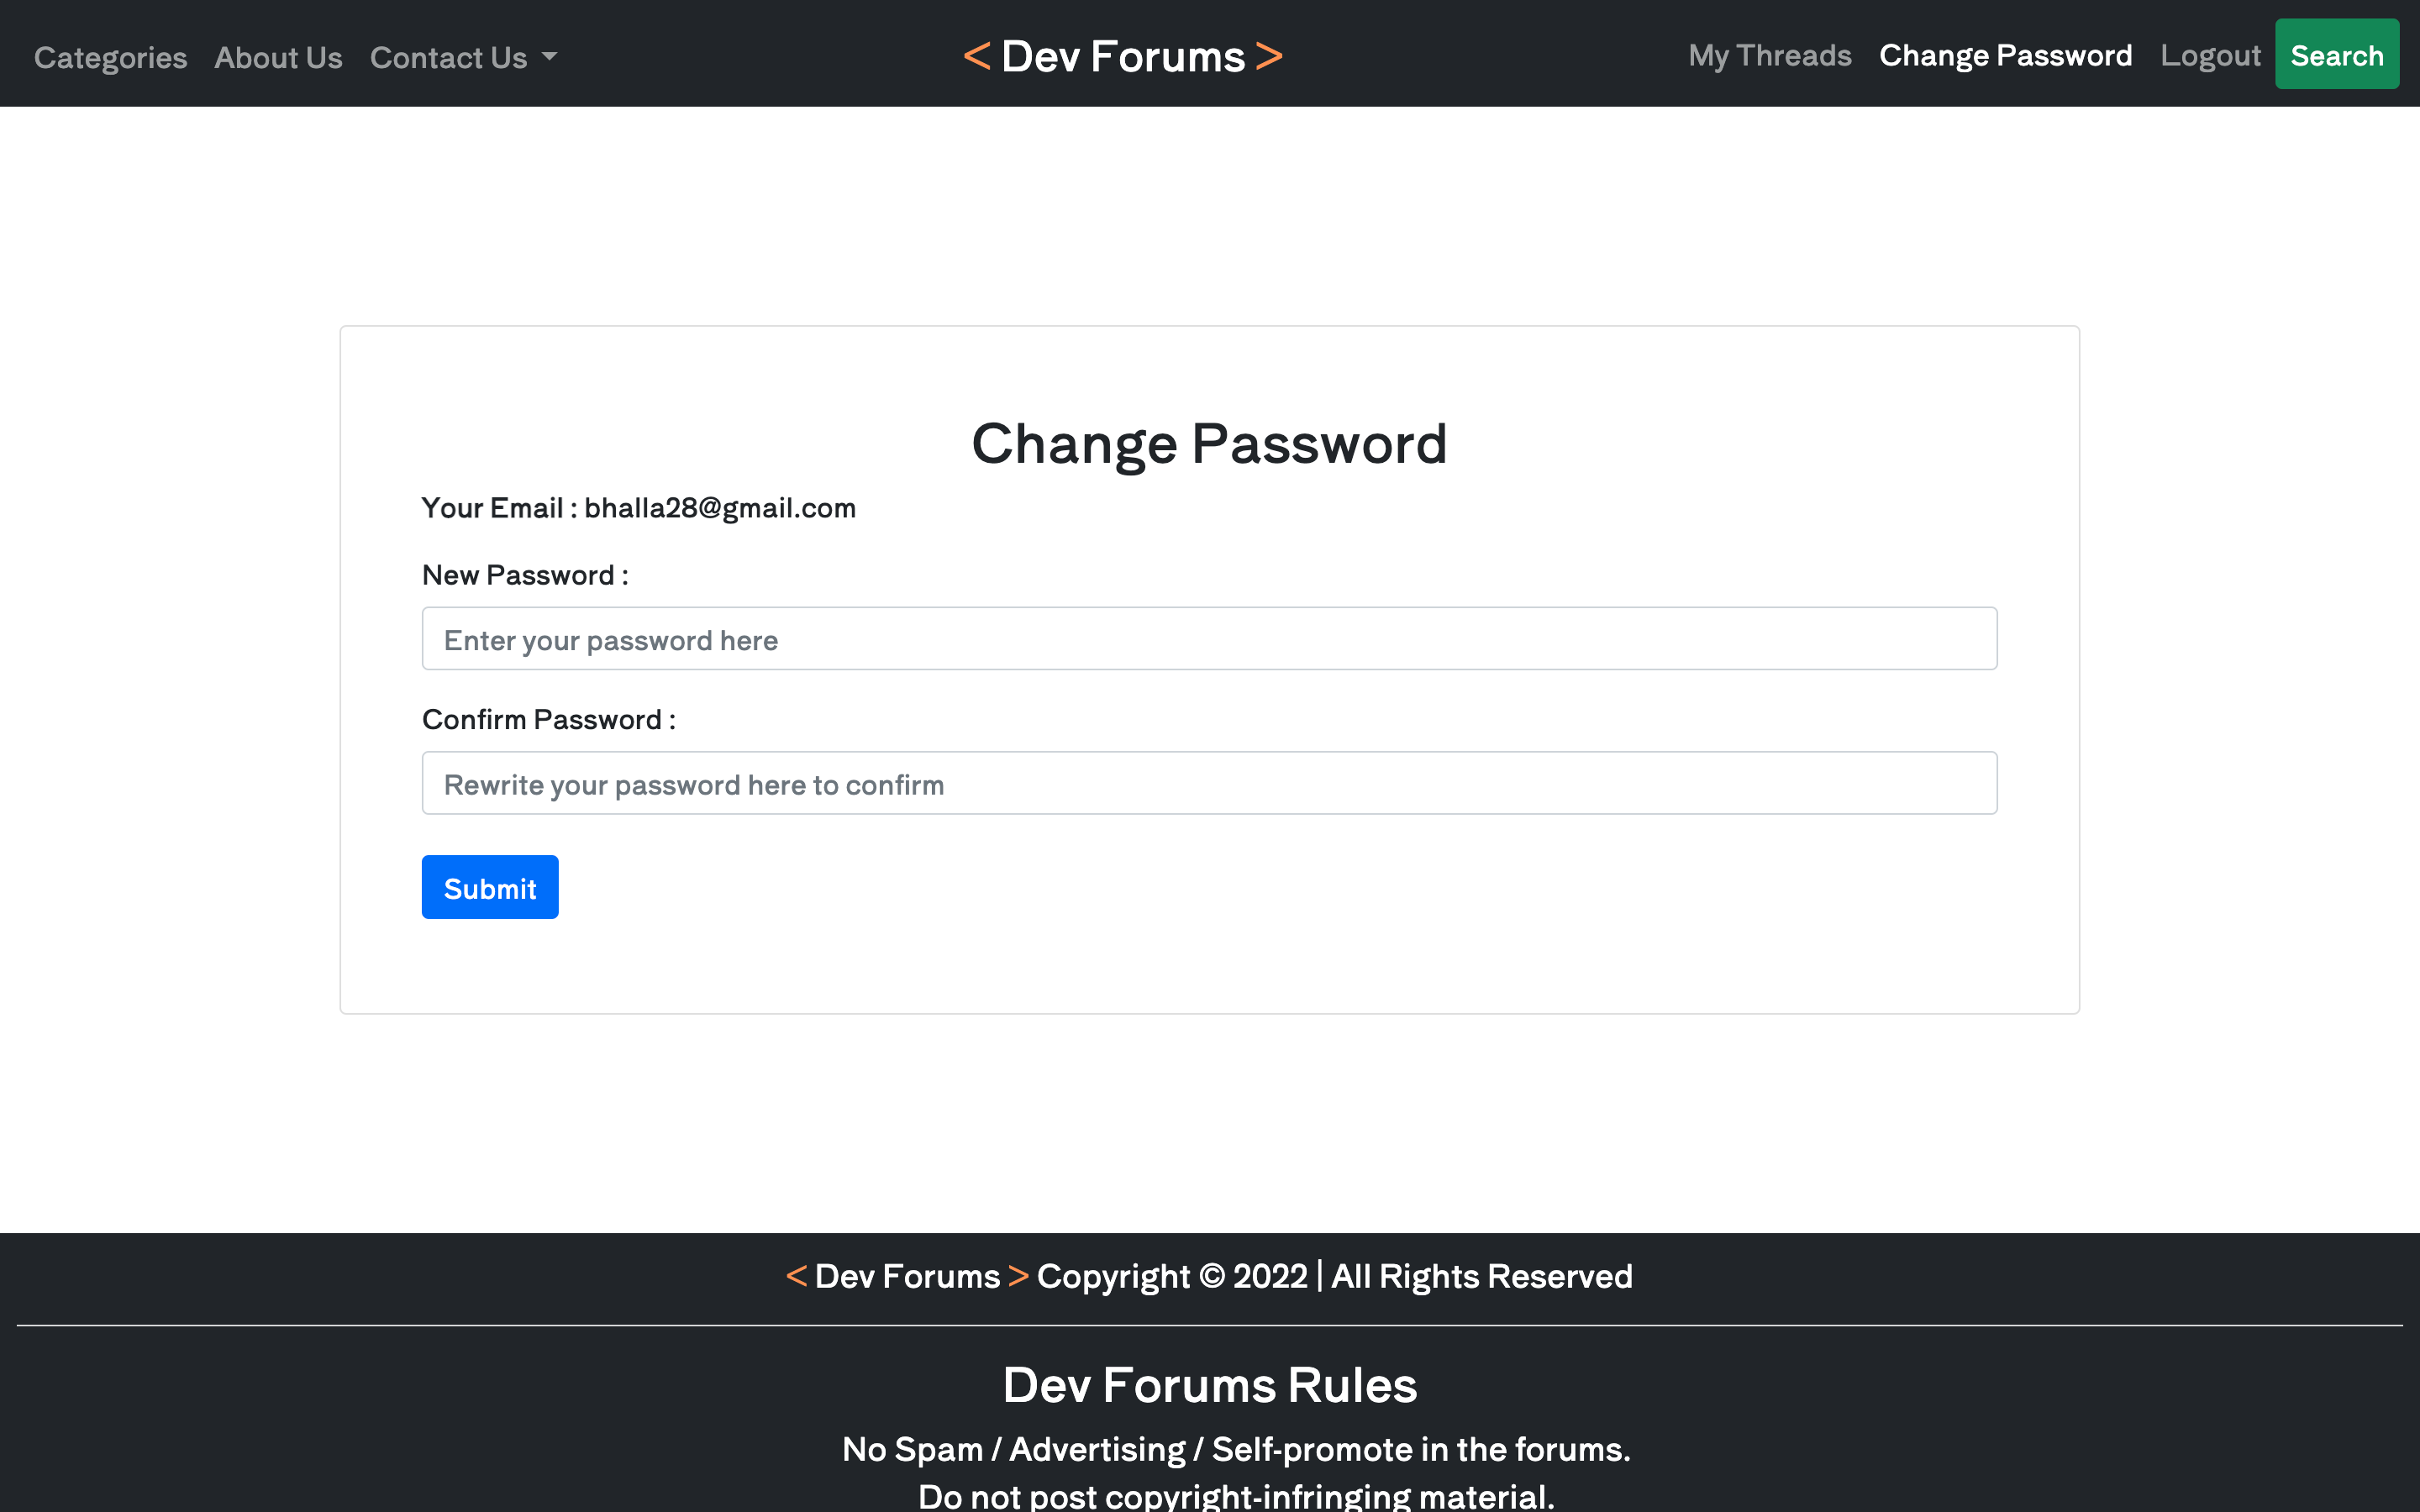 Categories About Us Contact Us
< Dev Forums >
My Threads Change Password Logout Search
Change Password
Your Email : bhalla28@gmail.com
New Password :
Enter your password here
Confirm Password :
Rewrite your password here to confirm
Submit
< Dev Forums > Copyright © 2022 | All Rights Reserved
Dev Forums Rules
No Spam / Advertising / Self-promote in the forums.
Do not post copyright-infringing material.